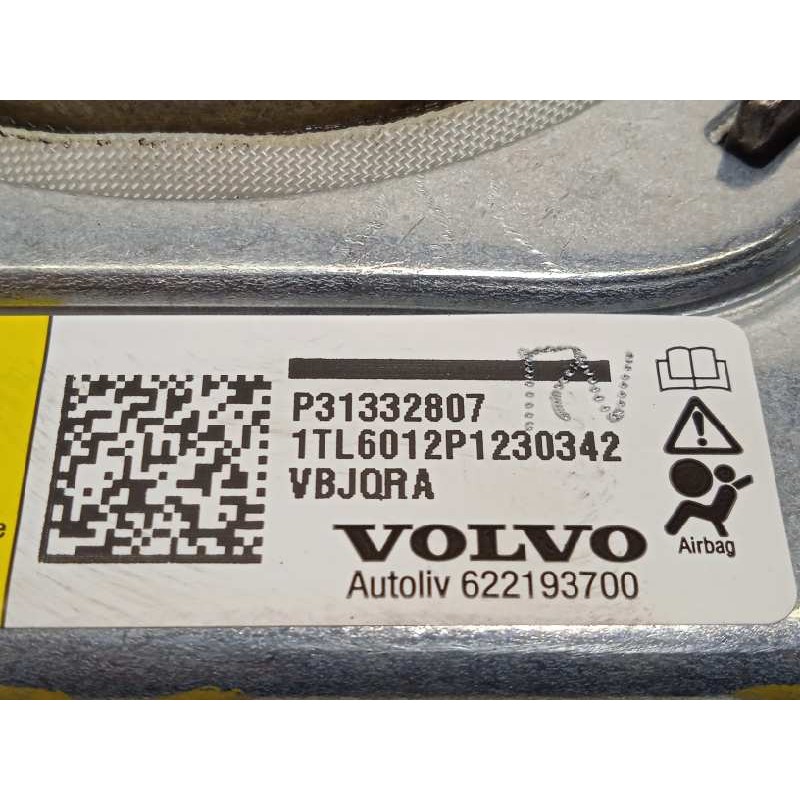 P31332807
1TL6012P1230342
VBJQRA
VOLVO
Autoliv 622193700
Airbag
e